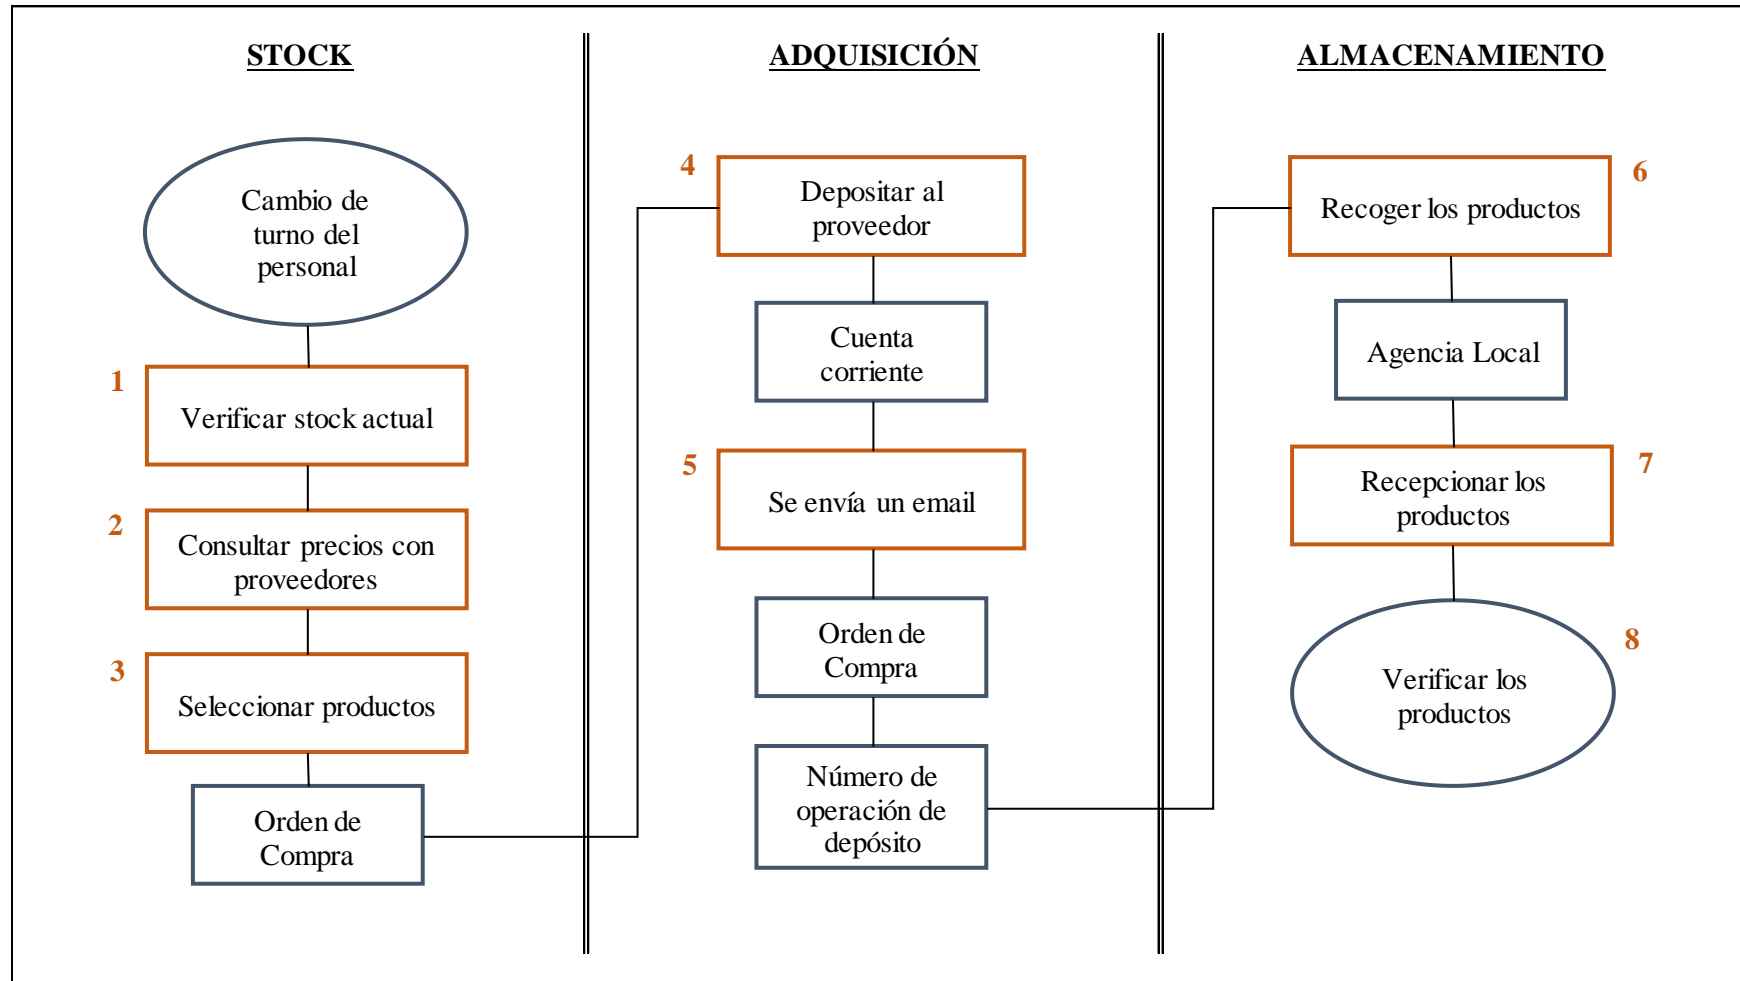 STOCK
Cambio de
turno del
personal
1
Verificar stock actual
2
Consultar precios con
proveedores
3
Seleccionar productos
Orden de
Compra
ADQUISICIÓN
4
Depositar al
proveedor
Cuenta
corriente
5
Se envía un email
Orden de
Compra
Número de
operación de
depósito
ALMACENAMIENTO
6
Recoger los productos
Agencia Local
7
Recepcionar los
productos
8
Verificar los
productos